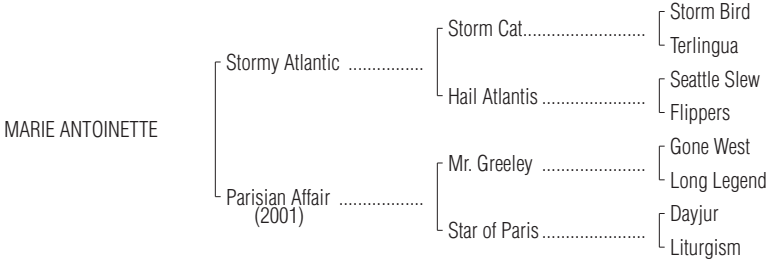 Storm Bird
Storm Cat..........................
Terlingua
Stormy Atlantic ................
Seattle Slew
Hail Atlantis ......................
Flippers
MARIE ANTOINETTE
Gone West
Mr. Greeley ......................
Long Legend
Parisian Affair ..................
(2001)
Dayjur
Star of Paris ......................
Liturgism